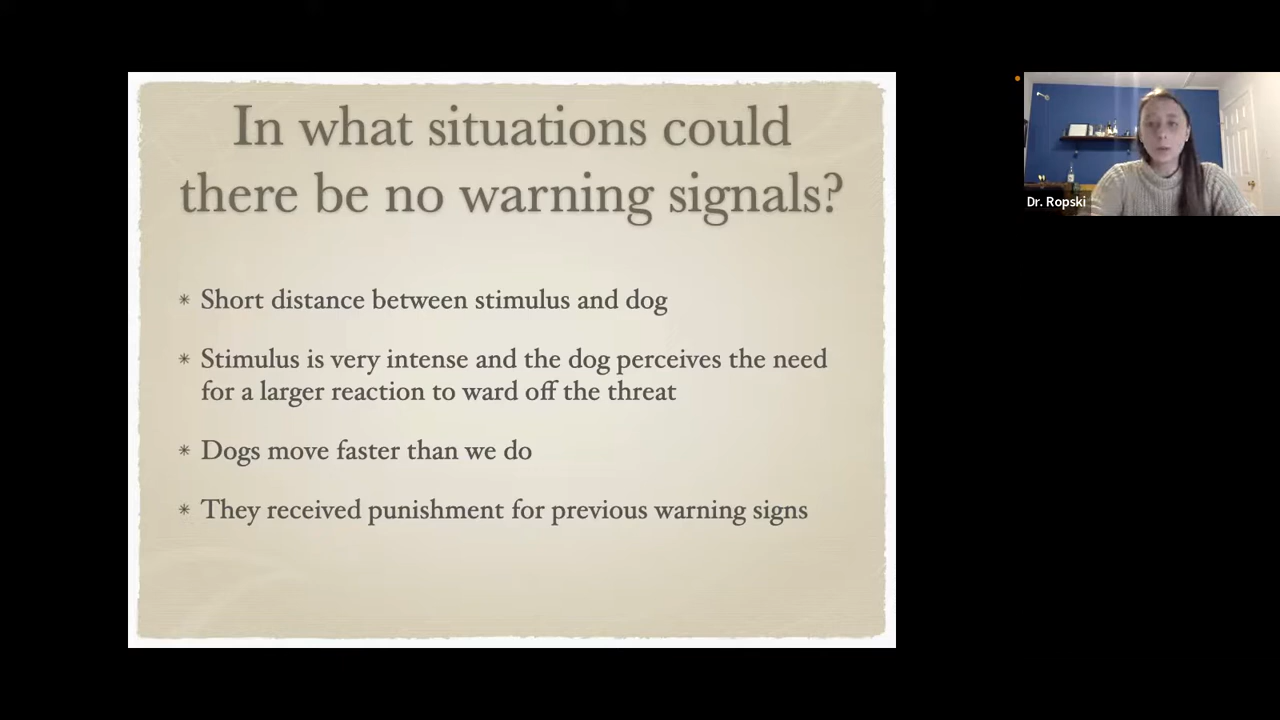 In what situations could
there be no warning signals?
* Short distance between stimulus and dog
* Stimulus is very intense and the dog perceives the need
for a larger reaction to ward off the threat
* Dogs move faster than we do
* They received punishment for previous warning signs
Dr. Ropski